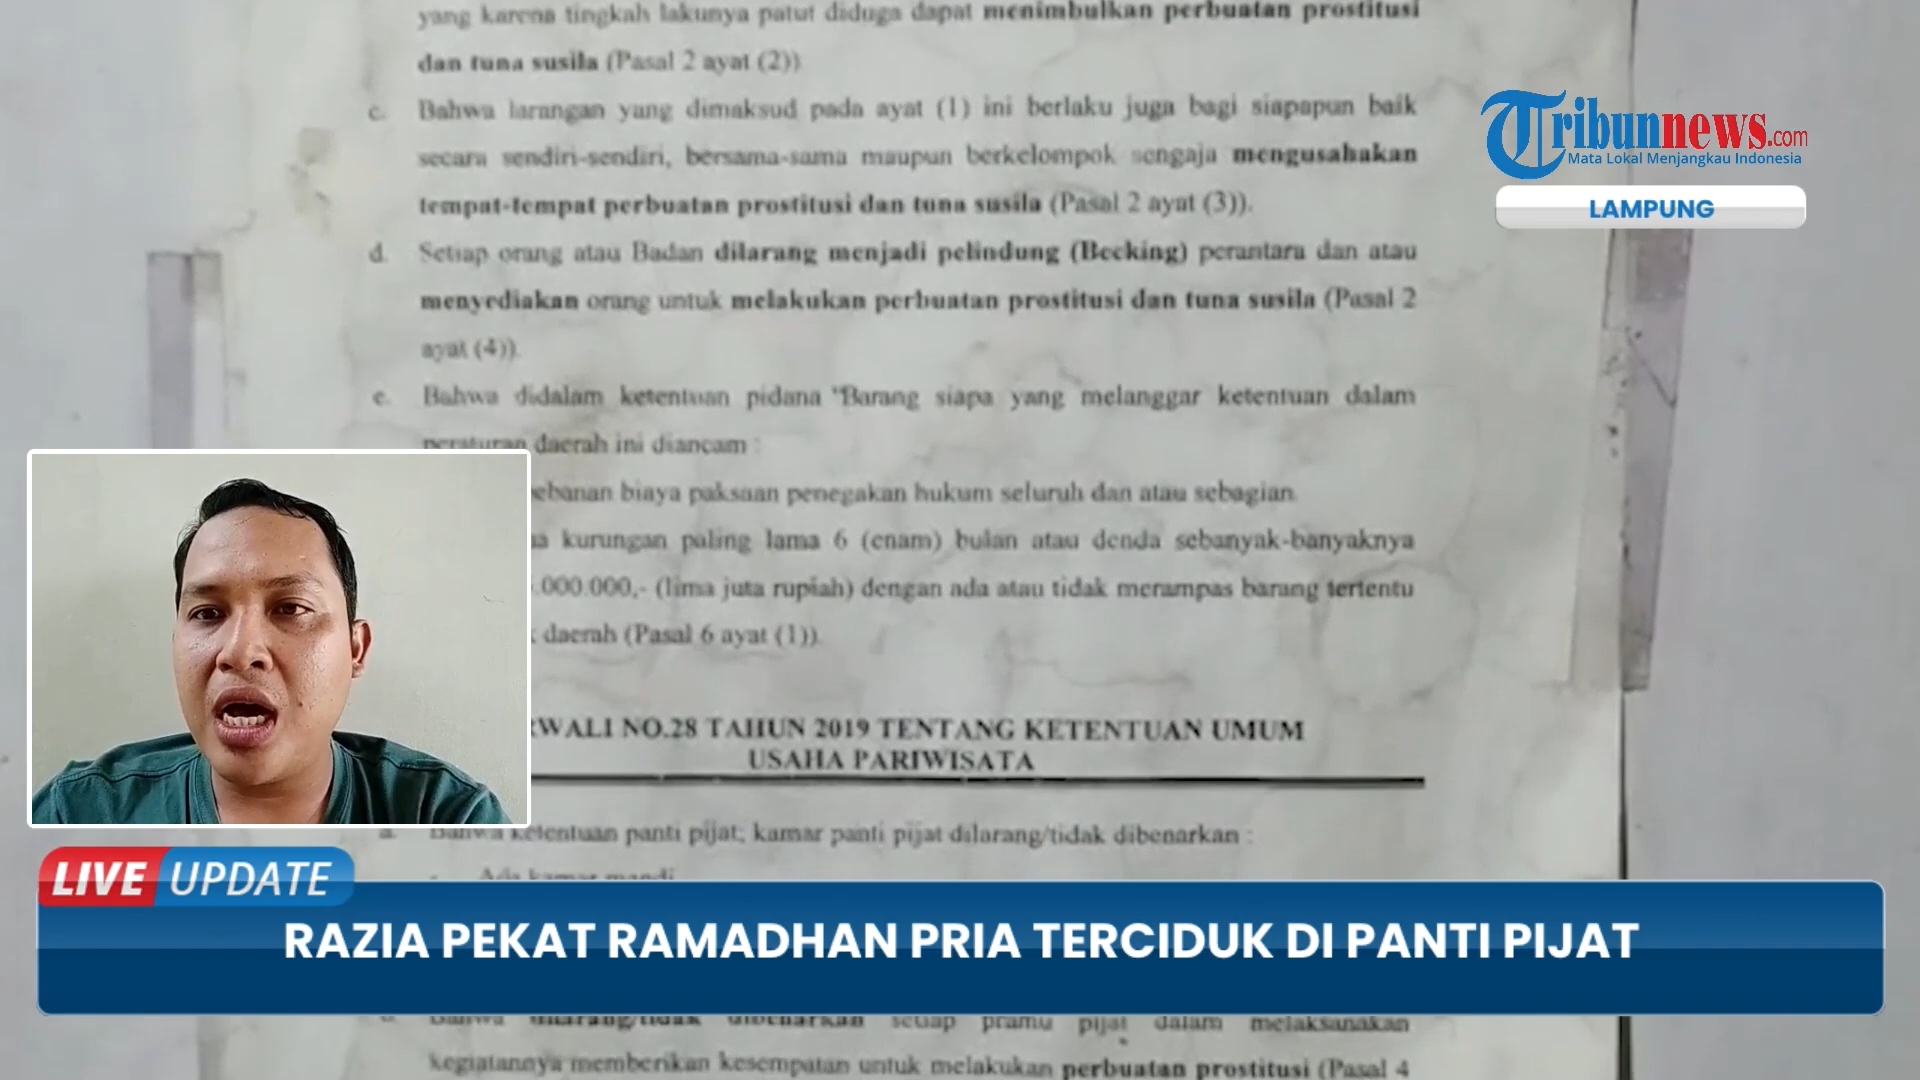 yang karena tingkah lakunya patut diduga dapat menimbulkan perbuatan prostitusi
dan tuna susila (Pasal 2 ayat (2))
c. Bahwa larangan yang dimaksud pada ayat (1) ini berlaku juga bagi siapapun baik
secara sendiri-sendiri, bersama-sama maupun berkelompok sengaja mengusahakan
tempat-tempat perbuatan prostitusi dan tuna susila (Pasal 2 ayat (3)).
d. Setiap orang atau Badan dilarang menjadi pelindung (Becking) perantara dan atau
menyediakan orang untuk melakukan perbuatan prostitusi dan tuna susila (Pasal 2
ayat (4)).
e. Bahwa didalam ketentuan pidana "Barang siapa yang melanggar ketentuan dalam
peraturan daerah ini diancam :
ebanan biaya paksaan penegakan hukum seluruh dan atau sebagian.
kurungan paling lama 6 (enam) bulan atau denda sebanyak-banyaknya
.000.000,- (lima juta rupiah) dengan ada atau tidak merampas barang tertentu
daerah (Pasal 6 ayat (1)).
RWALI NO.28 TAHUN 2019 TENTANG KETENTUAN UMUM
USAHA PARIWISATA
a. Bahwa ketentuan panti pijat; kamar panti pijat dilarang/tidak dibenarkan :
Ada kamar mandi
Bahwa dilarang/tidak dibenarkan setiap pramu pijat dalam melaksanakan
kegiatannya memberikan kesempatan untuk melakukan perbuatan prostitusi (Pasal 4
Tribunnews.com
Mata Lokal Menjangkau Indonesia
LAMPUNG
LIVE UPDATE
RAZIA PEKAT RAMADHAN PRIA TERCIDUK DI PANTI PIJAT